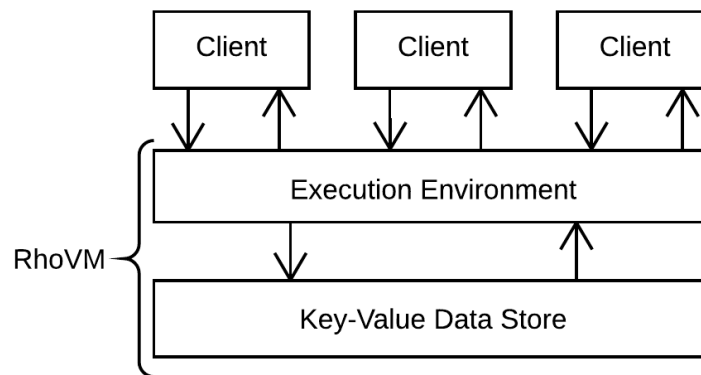 Client
Client
Client
Execution Environment
RhoVM
Key-Value Data Store